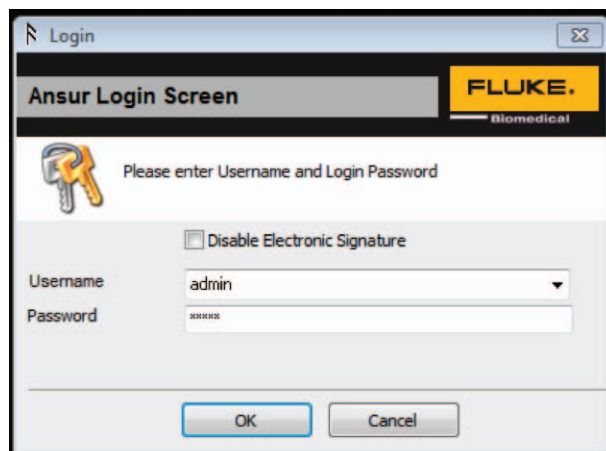 Login
Ansur Login Screen
FLUKE.
Biomedical
Please enter Username and Login Password
Disable Electronic Signature
Username admin
Password *****
OK Cancel